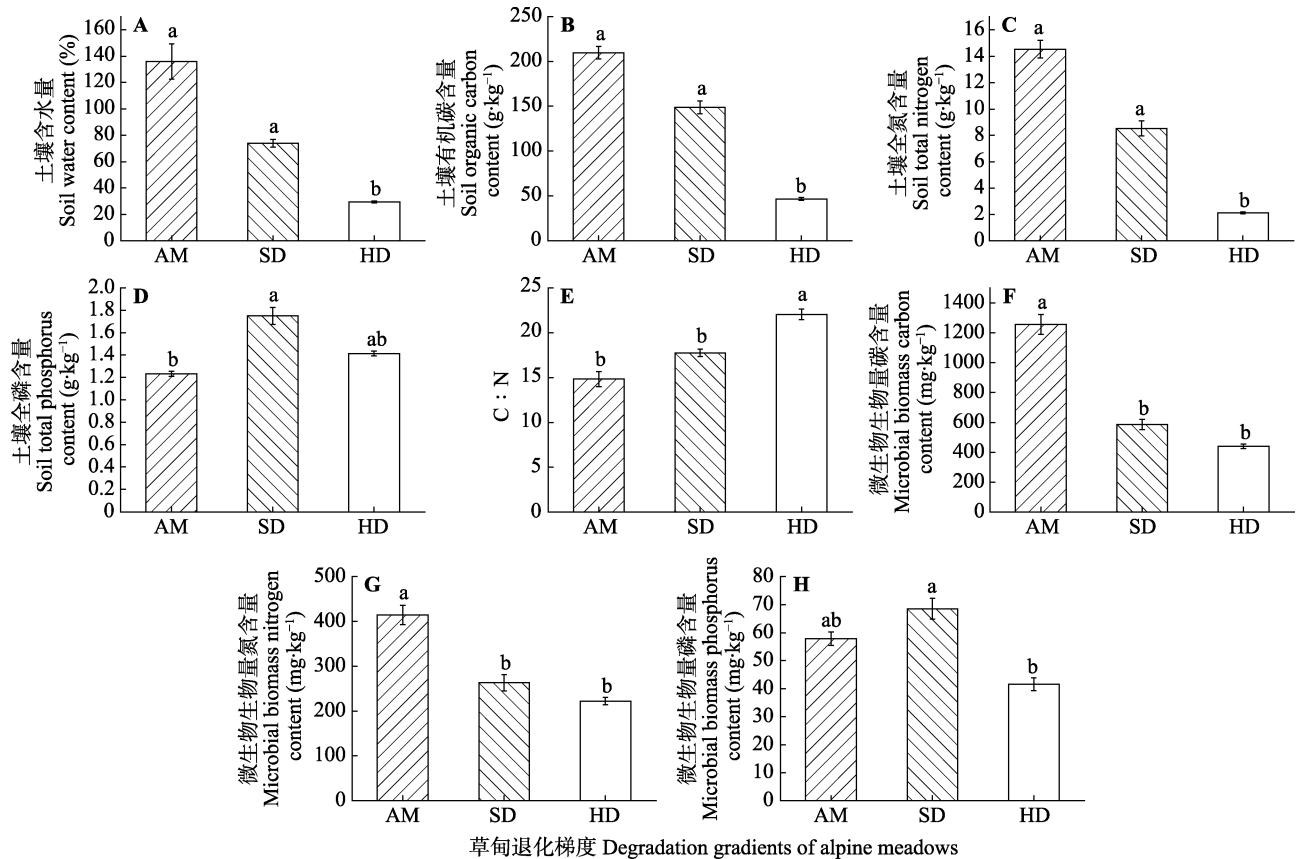 A
土壤含水量
Soil water content (%)
160
140
120
100
80
60
40
20
0
a
a
b
AM SD HD
B
土壤有机碳含量
Soil organic carbon
content (g·kg⁻¹)
250
200
150
100
50
0
a
a
b
AM SD HD
C
土壤全氮含量
Soil total nitrogen
content (g·kg⁻¹)
16
14
12
10
8
6
4
2
0
a
a
b
AM SD HD
D
土壤全磷含量
Soil total phosphorus
content (g·kg⁻¹)
2.0
1.8
1.6
1.4
1.2
1.0
0.8
0.6
0.4
0.2
0
b
a
ab
AM SD HD
E
C : N
25
20
15
10
5
0
b
b
a
AM SD HD
F
微生物生物量碳含量
Microbial biomass carbon
content (mg·kg⁻¹)
1400
1200
1000
800
600
400
200
0
a
b
b
AM SD HD
G
微生物生物量氮含量
Microbial biomass nitrogen
content (mg·kg⁻¹)
500
400
300
200
100
0
a
b
b
AM SD HD
H
微生物生物量磷含量
Microbial biomass phosphorus
content (mg·kg⁻¹)
80
70
60
50
40
30
20
10
0
ab
a
b
AM SD HD
草甸退化梯度 Degradation gradients of alpine meadows